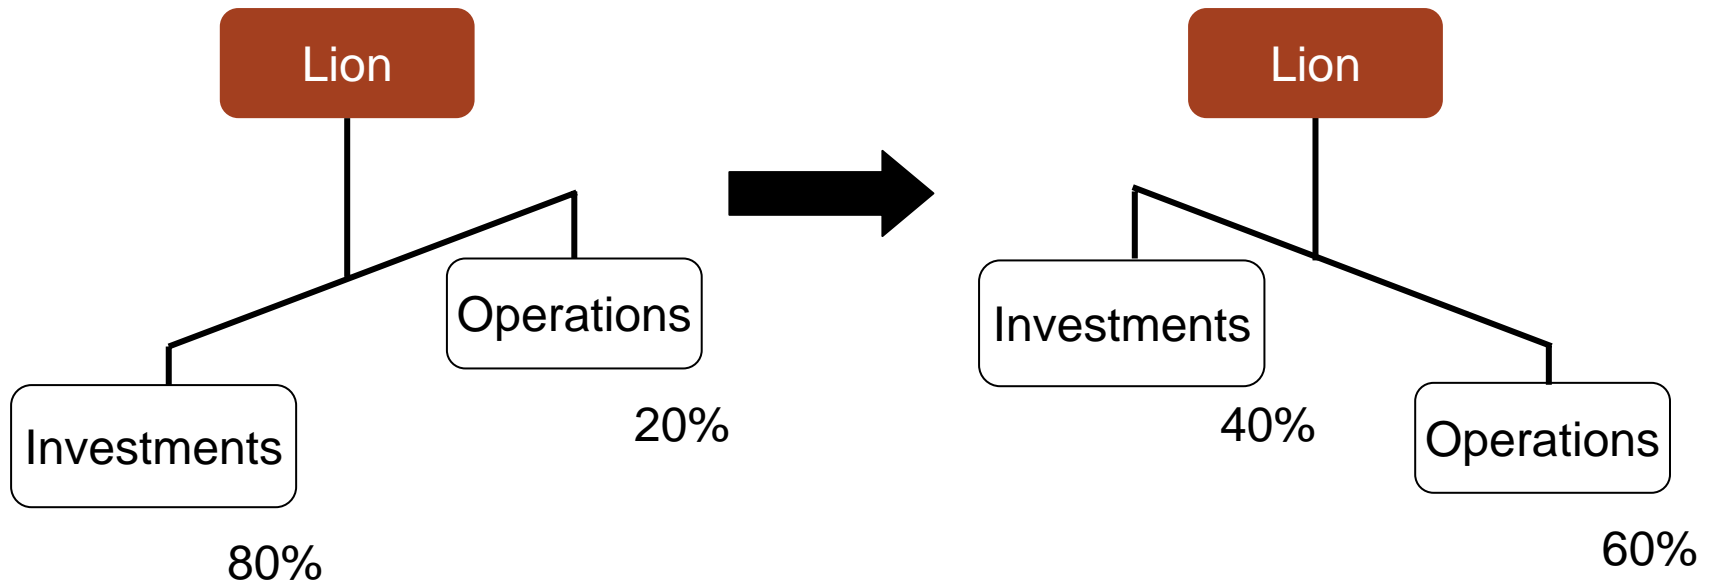 Lion
Operations
20%
Investments
80%
Lion
Investments
40%
Operations
60%